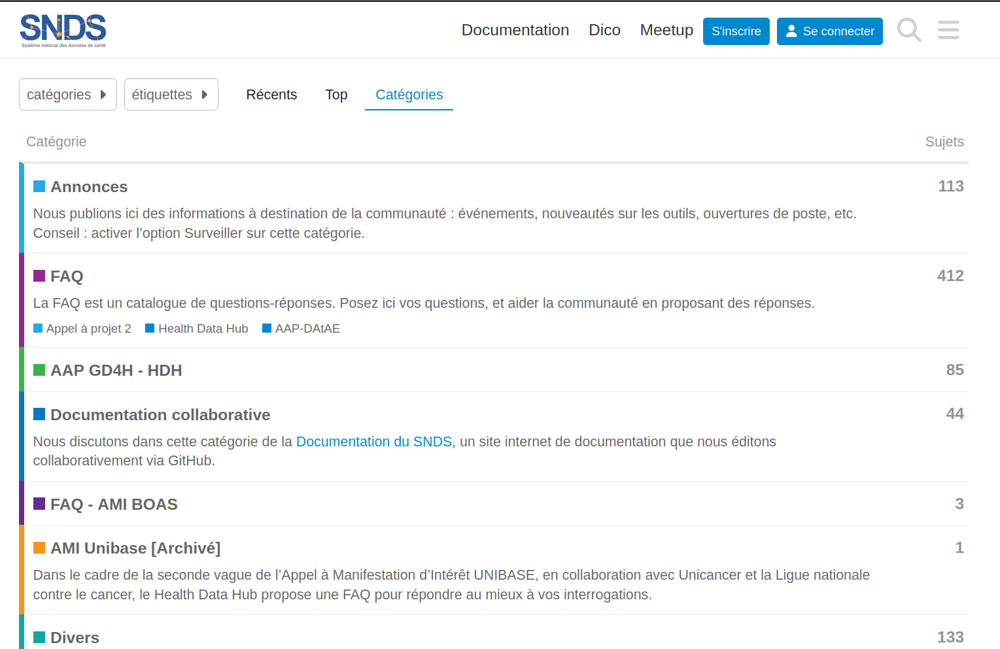 SNDS
Système national des données de santé
Documentation Dico Meetup S'inscrire Se connecter
catégories étiquettes Récents Top Catégories
Catégorie Sujets
Annonces 113
Nous publions ici des informations à destination de la communauté : événements, nouveautés sur les outils, ouvertures de poste, etc.
Conseil : activer l’option Surveiller sur cette catégorie.
FAQ 412
La FAQ est un catalogue de questions-réponses. Posez ici vos questions, et aider la communauté en proposant des réponses.
Appel à projet 2 Health Data Hub AAP-DAtAE
AAP GD4H - HDH 85
Documentation collaborative 44
Nous discutons dans cette catégorie de la Documentation du SNDS, un site internet de documentation que nous éditons
collaborativement via GitHub.
FAQ - AMI BOAS 3
AMI Unibase [Archivé] 1
Dans le cadre de la seconde vague de l’Appel à Manifestation d’Intérêt UNIBASE, en collaboration avec Unicancer et la Ligue nationale
contre le cancer, le Health Data Hub propose une FAQ pour répondre au mieux à vos interrogations.
Divers 133